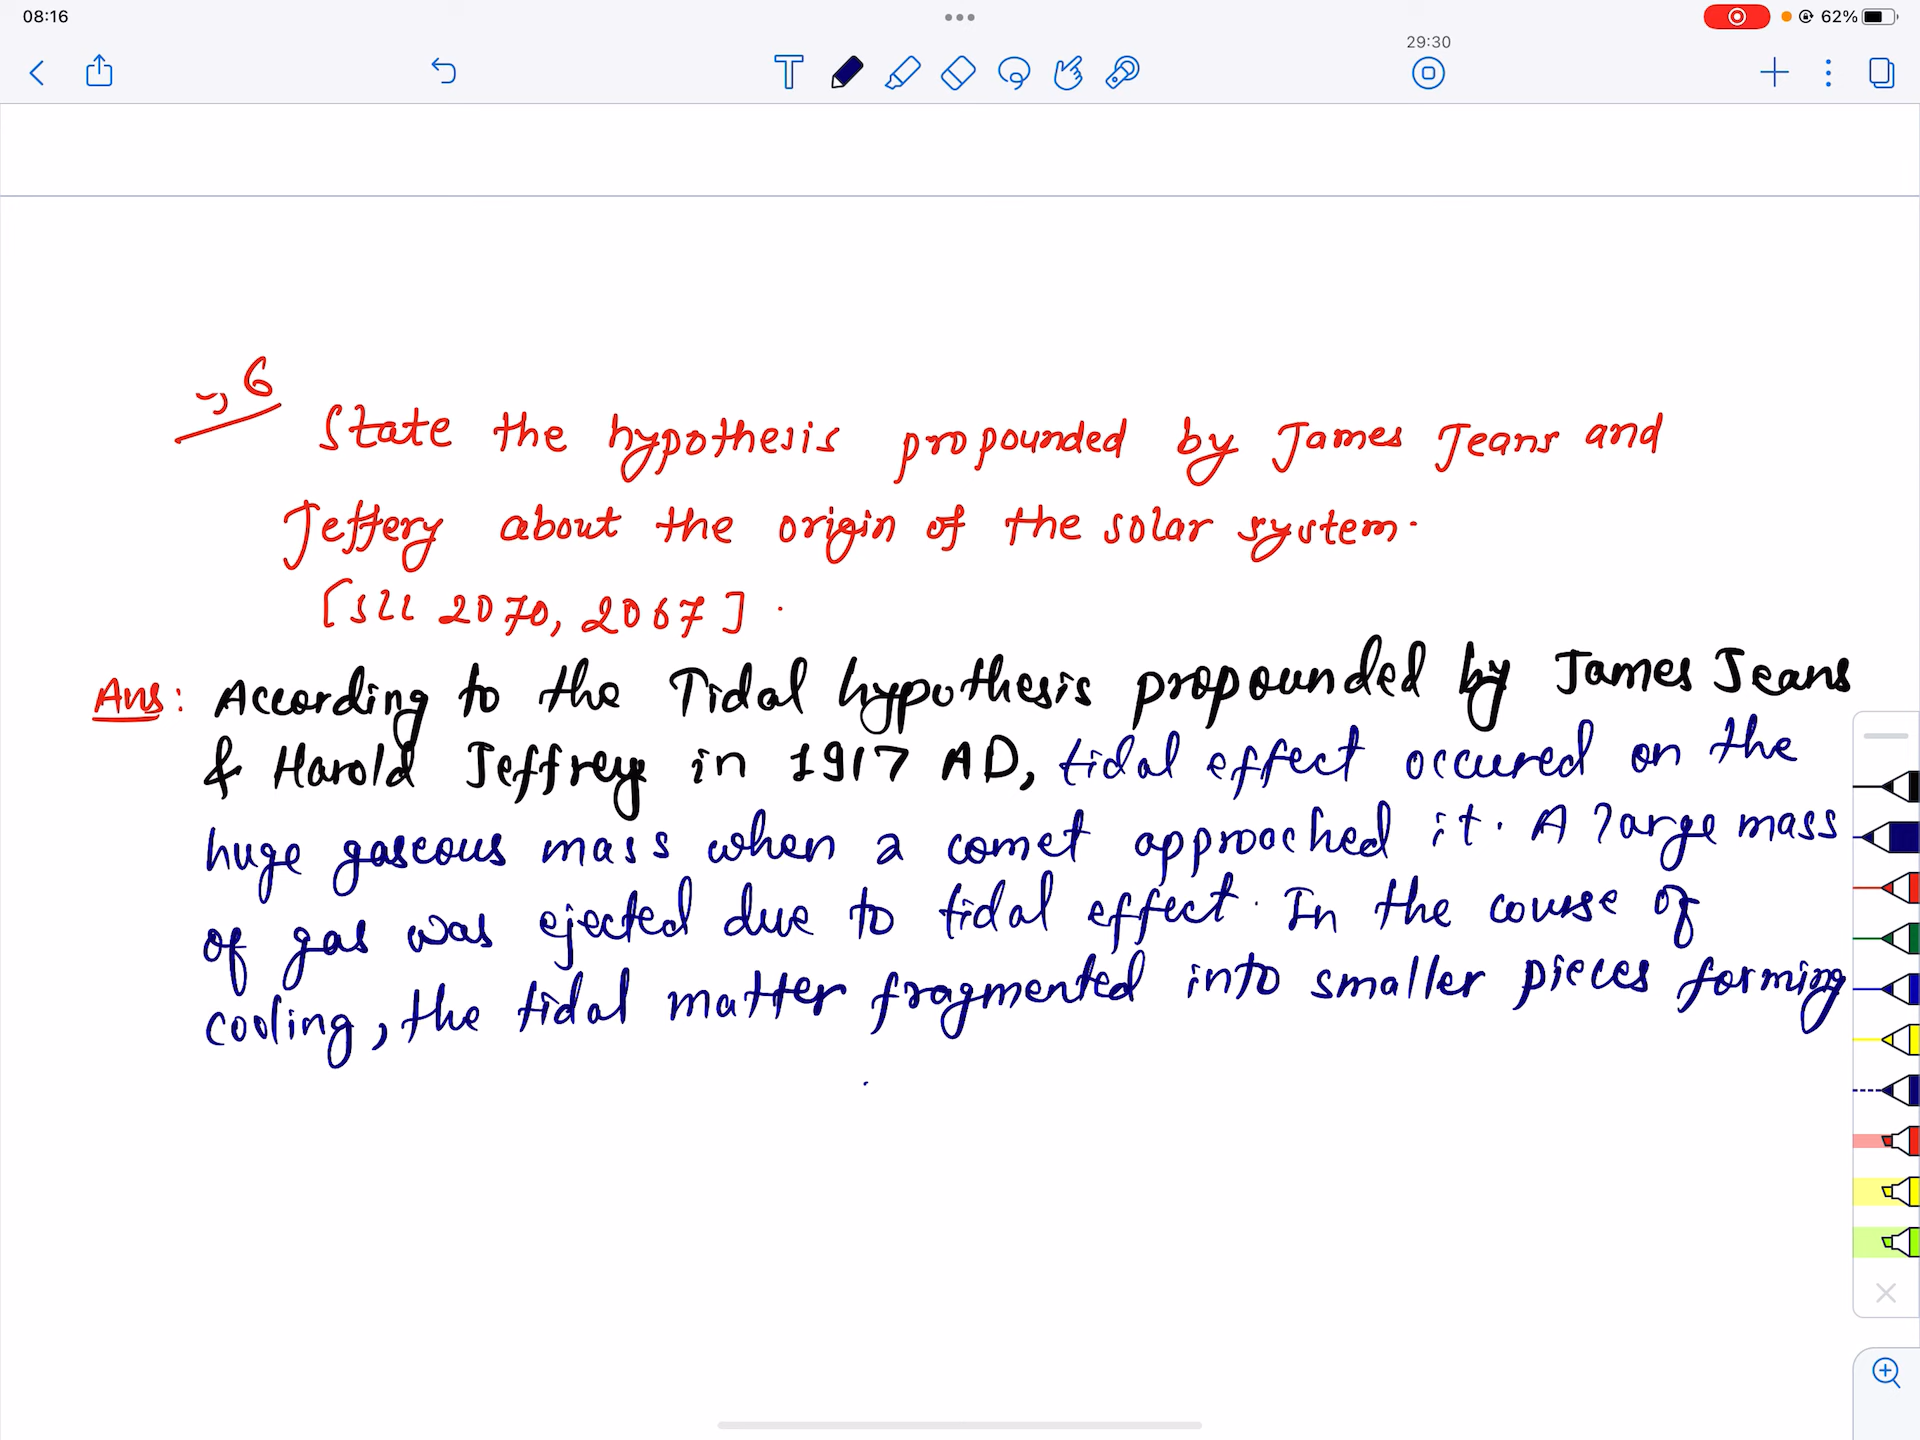 08:16
62%
29:30
T
6
State the hypothesis propounded by James Jeans and
Jeffery about the origin of the solar system.
[SLC 2070, 2067].
Ans: According to the Tidal hypothesis propounded by James Jeans
& Harold Jeffrey in 1917 AD, tidal effect occured on the
huge gaseous mass when a comet approached it. A large mass
of gas was ejected due to tidal effect. In the course of
cooling, the tidal matter fragmented into smaller pieces forming